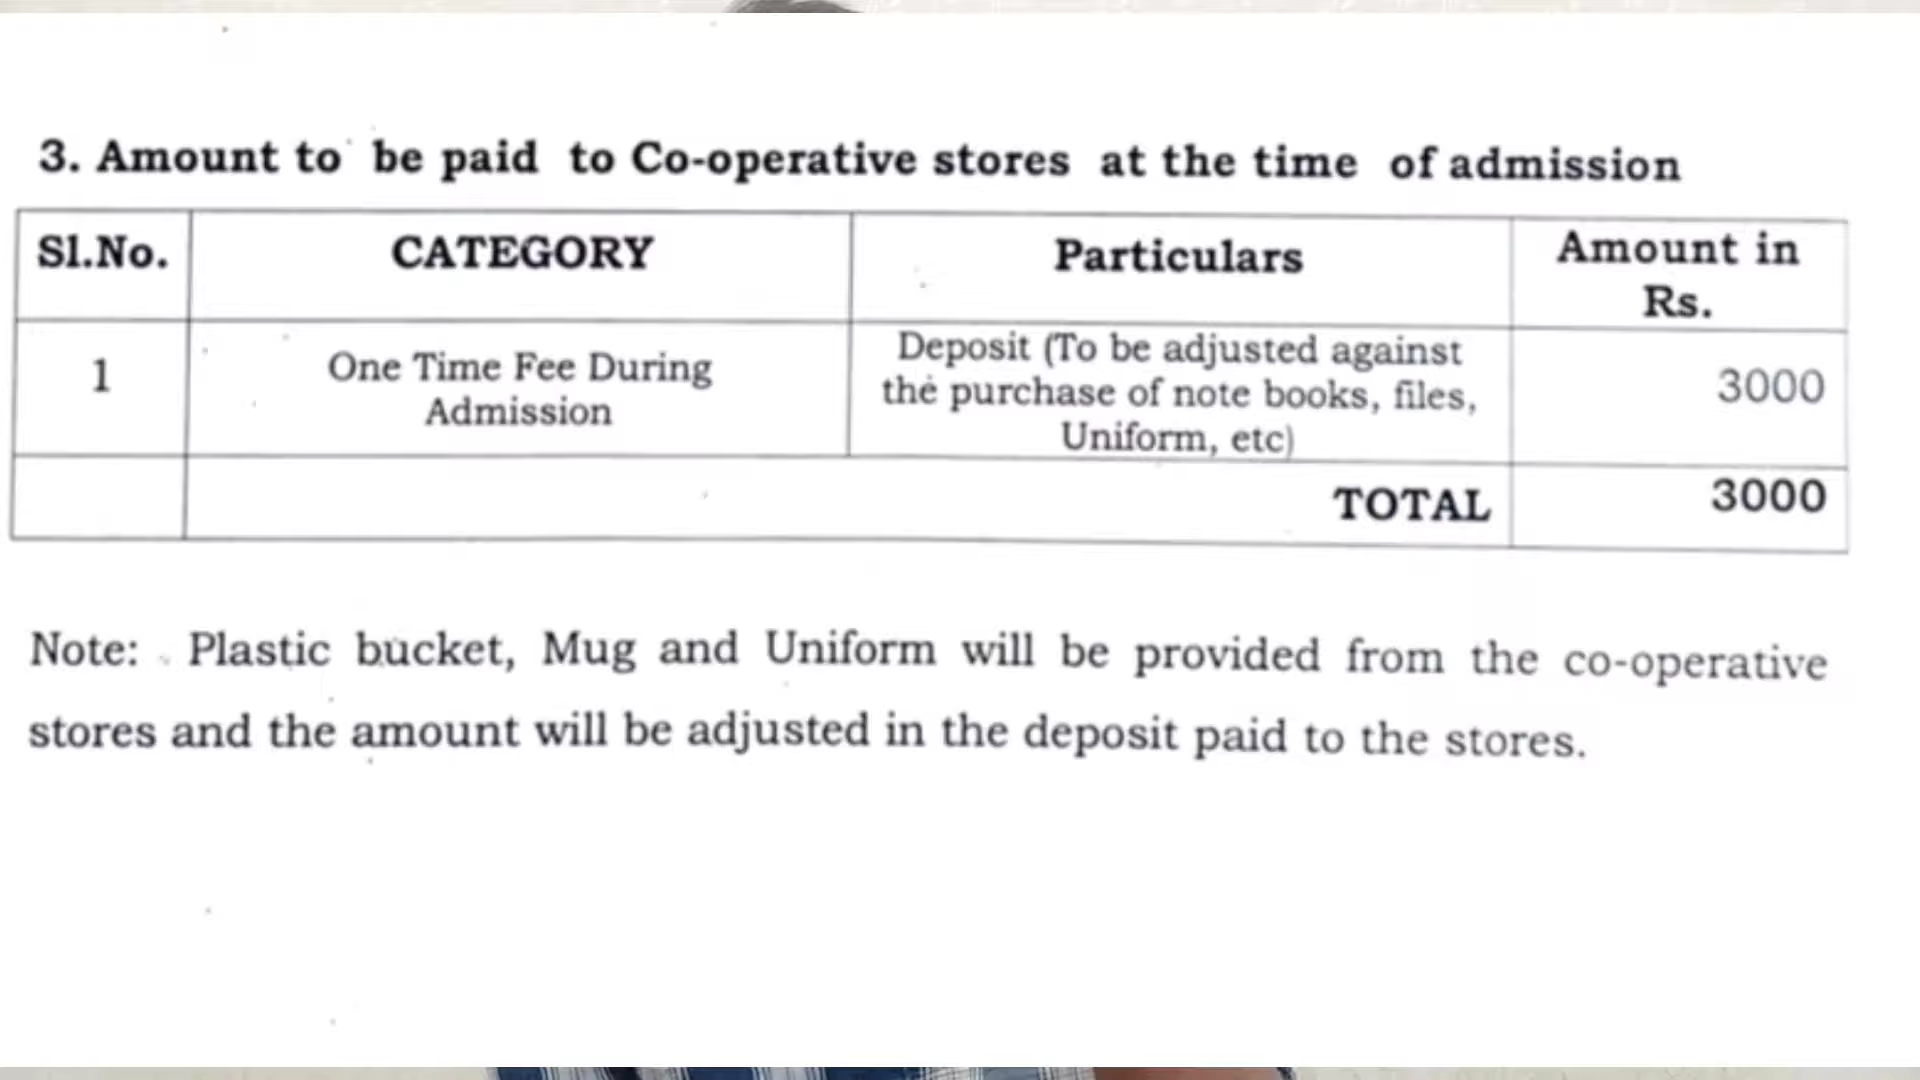 3. Amount to be paid to Co-operative stores at the time of admission
Sl.No. CATEGORY Particulars Amount in
Rs.
1 One Time Fee During
Admission Deposit (To be adjusted against
the purchase of note books, files,
Uniform, etc) 3000
TOTAL 3000
Note: Plastic bucket, Mug and Uniform will be provided from the co-operative
stores and the amount will be adjusted in the deposit paid to the stores.